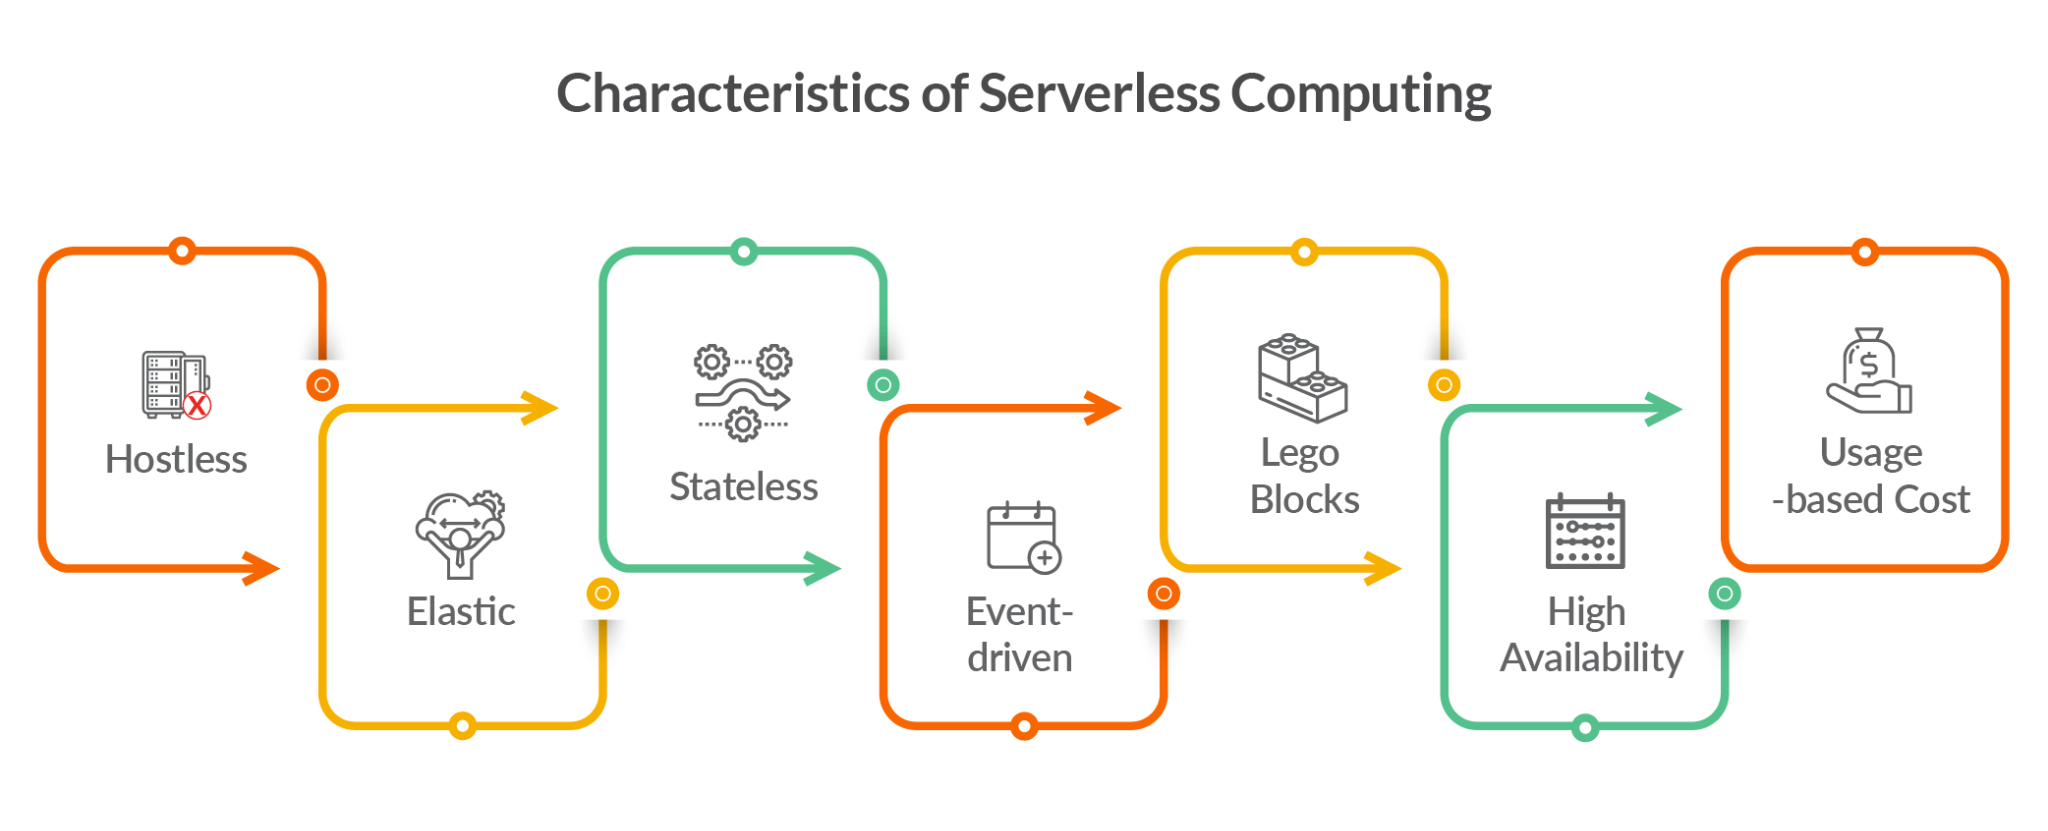 Characteristics of Serverless Computing
X
Hostless
Elastic
Stateless
Event-
driven
Lego
Blocks
High
Availability
$
Usage
-based Cost